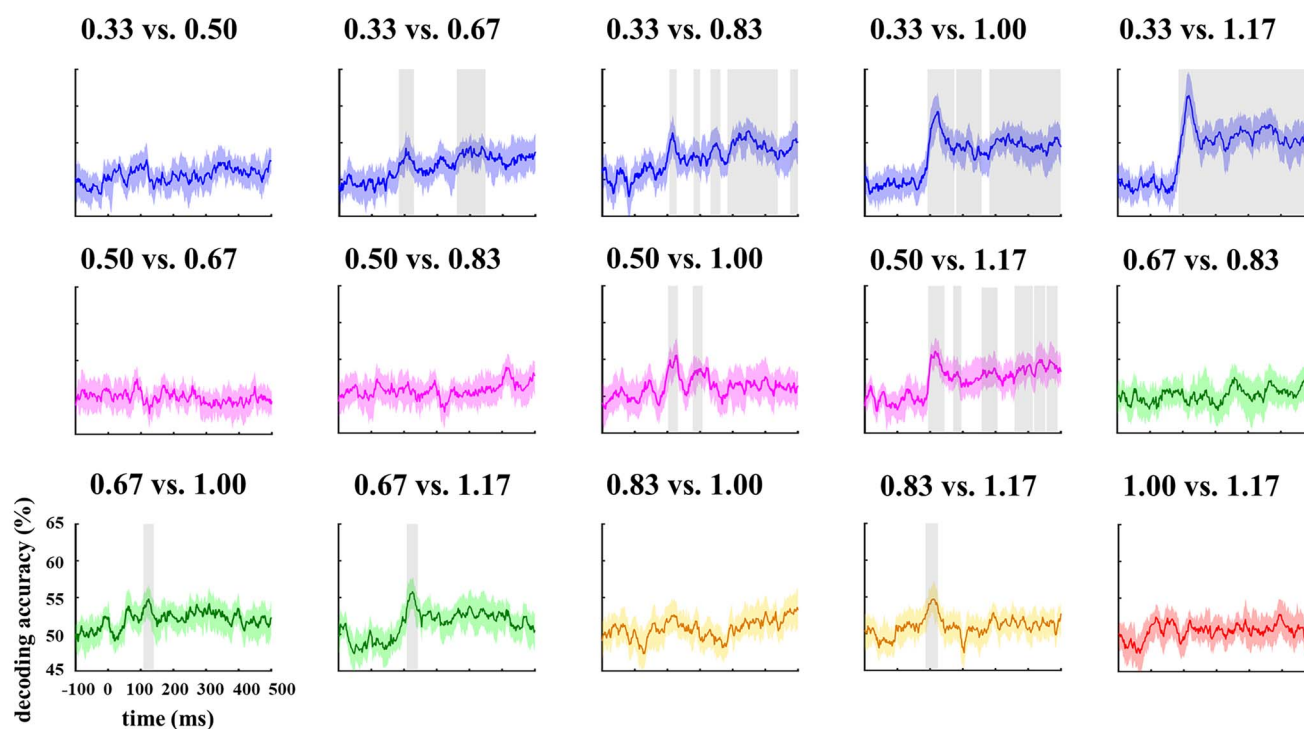 0.33 vs. 0.50
0.33 vs. 0.67
0.33 vs. 0.83
0.33 vs. 1.00
0.33 vs. 1.17
0.50 vs. 0.67
0.50 vs. 0.83
0.50 vs. 1.00
0.50 vs. 1.17
0.67 vs. 0.83
0.67 vs. 1.00
0.67 vs. 1.17
0.83 vs. 1.00
0.83 vs. 1.17
1.00 vs. 1.17
decoding accuracy (%)
65
60
55
50
45
-100 0 100 200 300 400 500
time (ms)